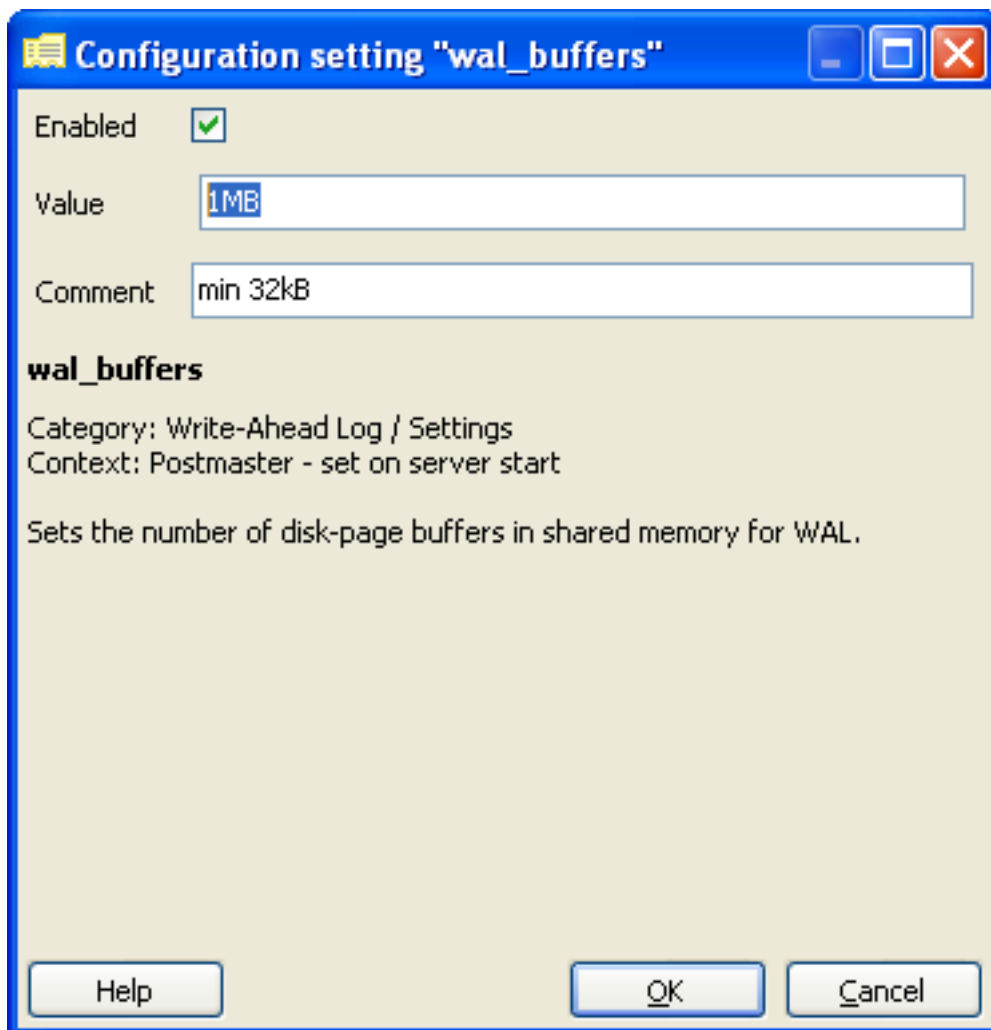 Configuration setting "wal_buffers"
Enabled
Value 1MB
Comment min 32kB
wal_buffers
Category: Write-Ahead Log / Settings
Context: Postmaster - set on server start
Sets the number of disk-page buffers in shared memory for WAL.
Help OK Cancel